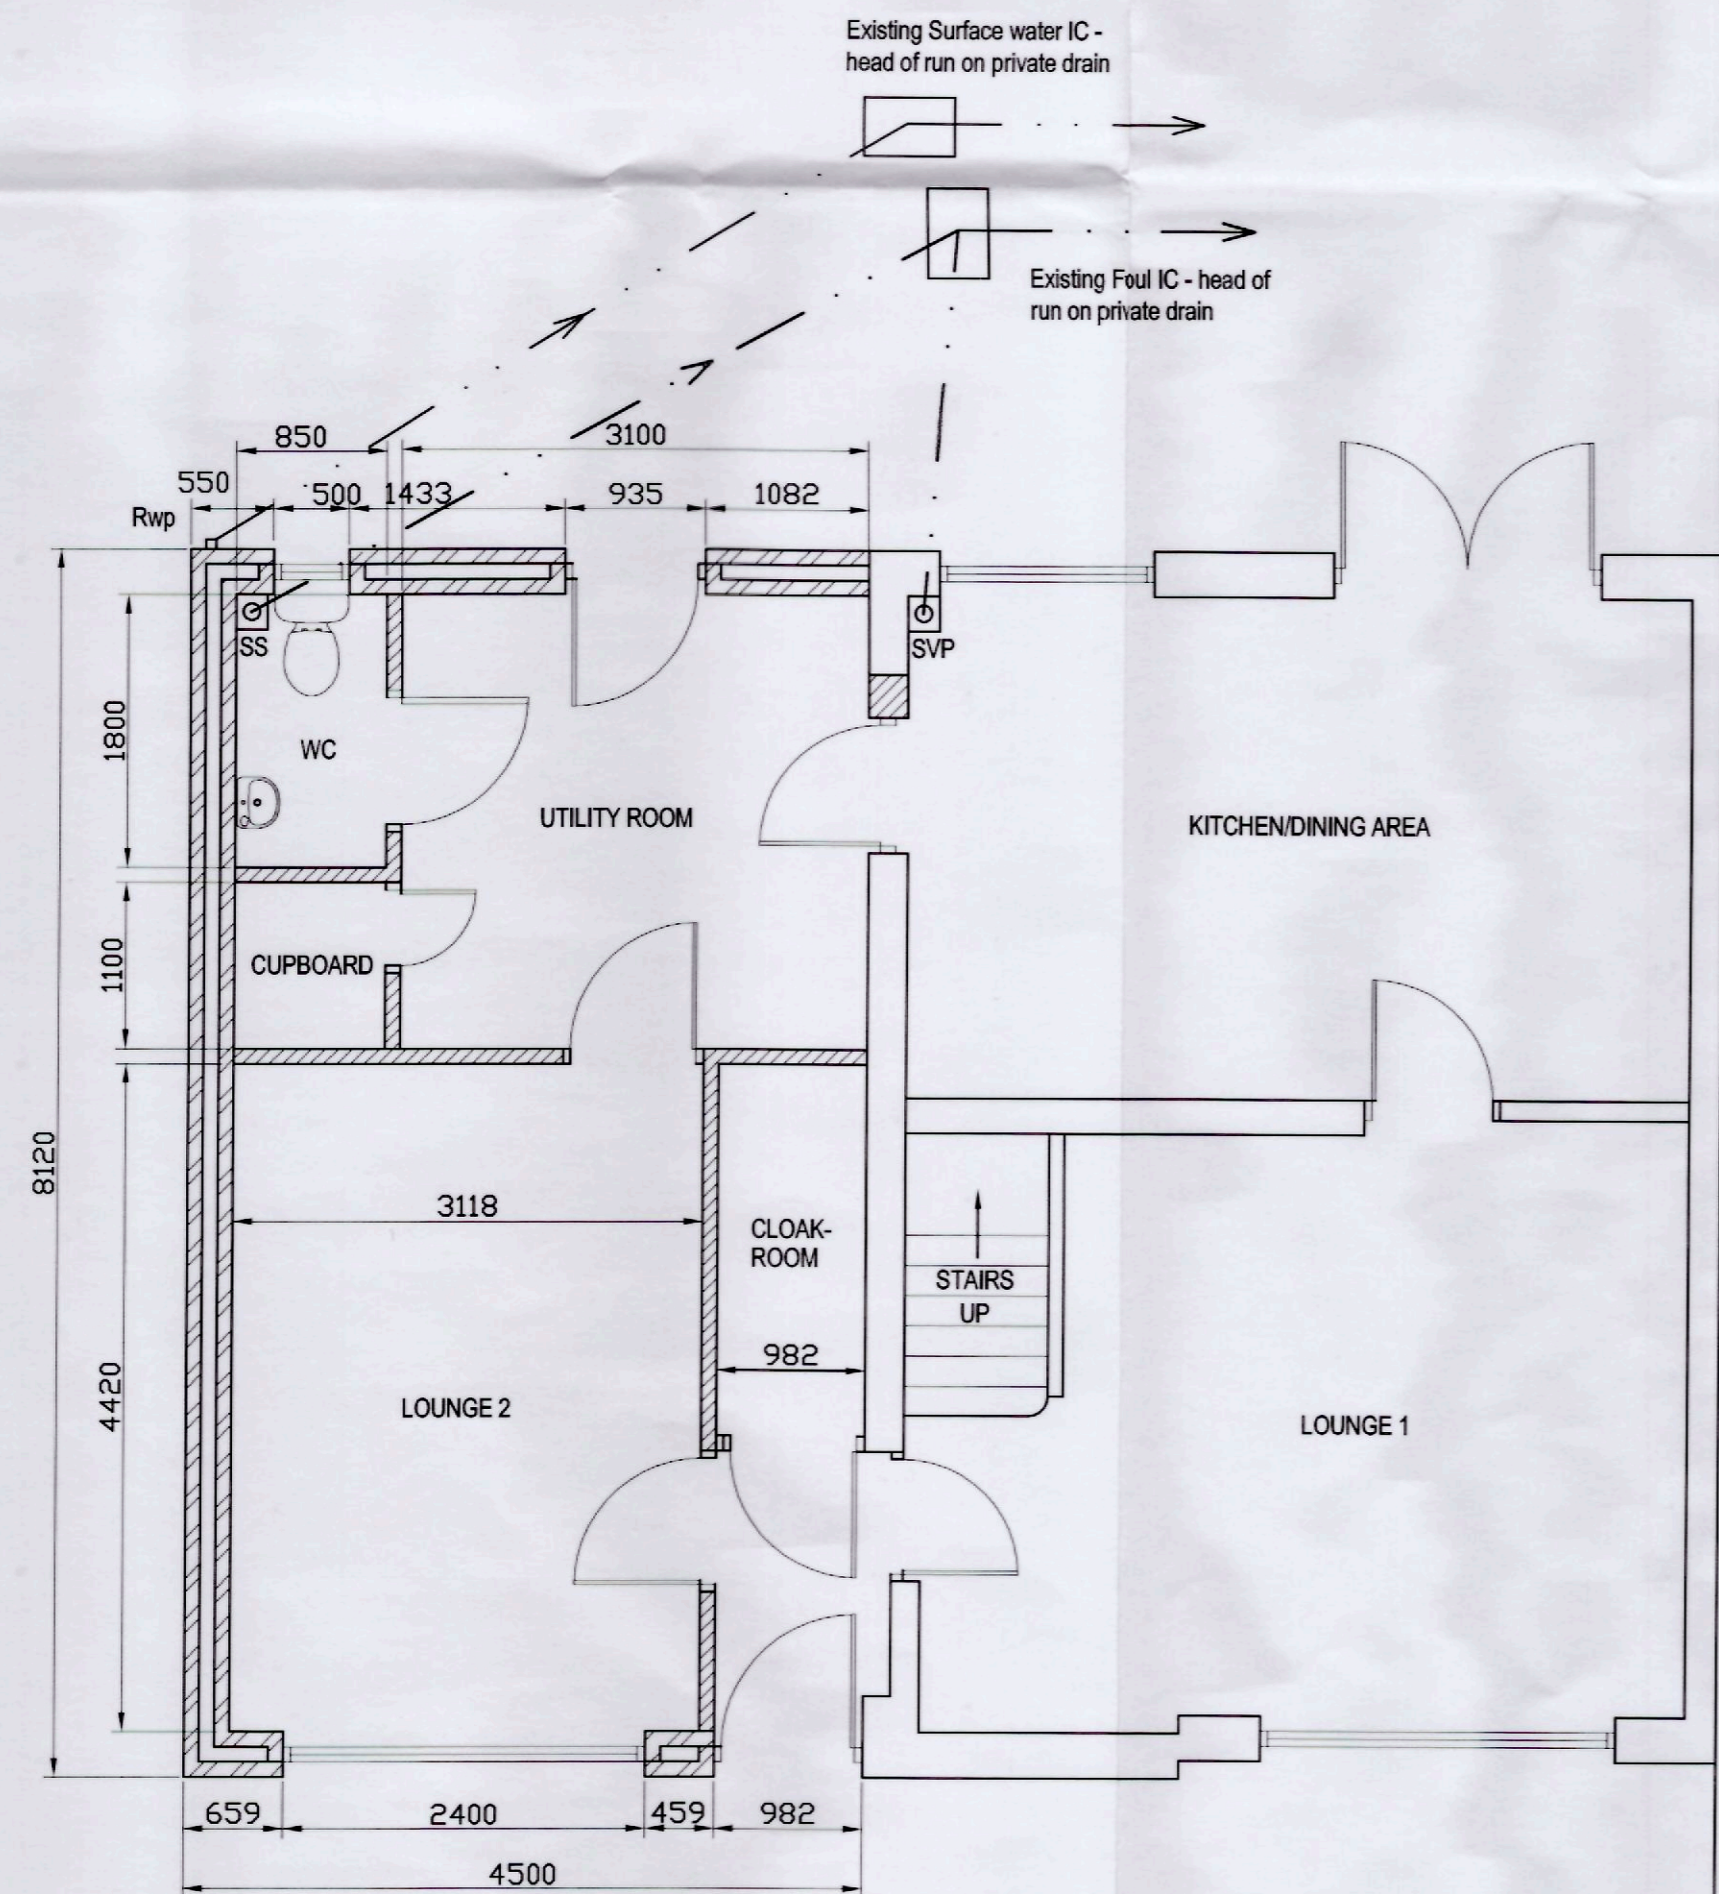 Existing Surface water IC -
head of run on private drain
Existing Foul IC - head of
run on private drain
850
3100
550
500
1433
935
1082
Rwp
SS
SVP
1800
WC
UTILITY ROOM
KITCHEN/DINING AREA
1100
CUPBOARD
8120
3118
CLOAK-
ROOM
STAIRS
UP
982
4420
LOUNGE 2
LOUNGE 1
659
2400
459
982
4500